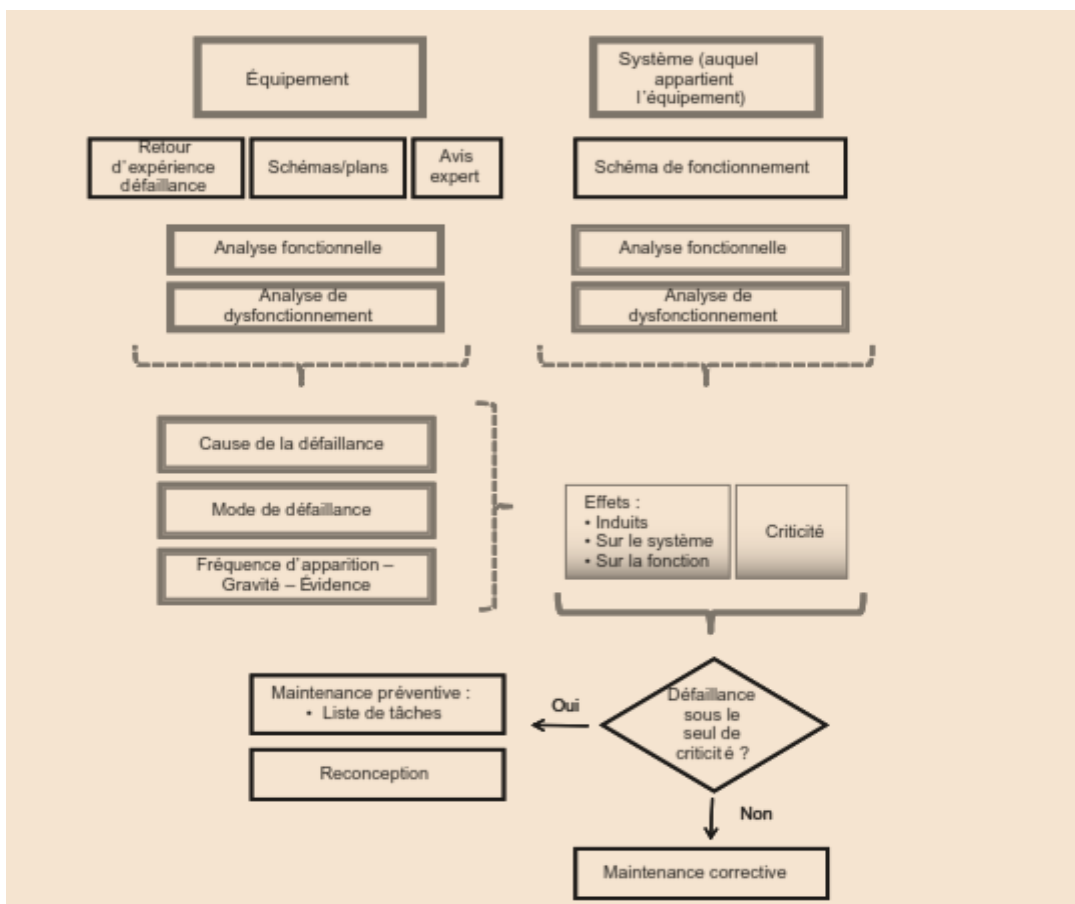 Équipement
Système (auquel
appartient
l'équipement)
Retour
d'expérience
défaillance
Schémas/plans
Avis
expert
Schéma de fonctionnement
Analyse fonctionnelle
Analyse fonctionnelle
Analyse de
dysfonctionnement
Analyse de
dysfonctionnement
Cause de la défaillance
Mode de défaillance
Fréquence d'apparition –
Gravité – Évidence
Effets :
• Induits
• Sur le système
• Sur la fonction
Criticité
Défaillance
sous le
seul de
criticité ?
Oui
Maintenance préventive :
• Liste de tâches
Reconception
Non
Maintenance corrective